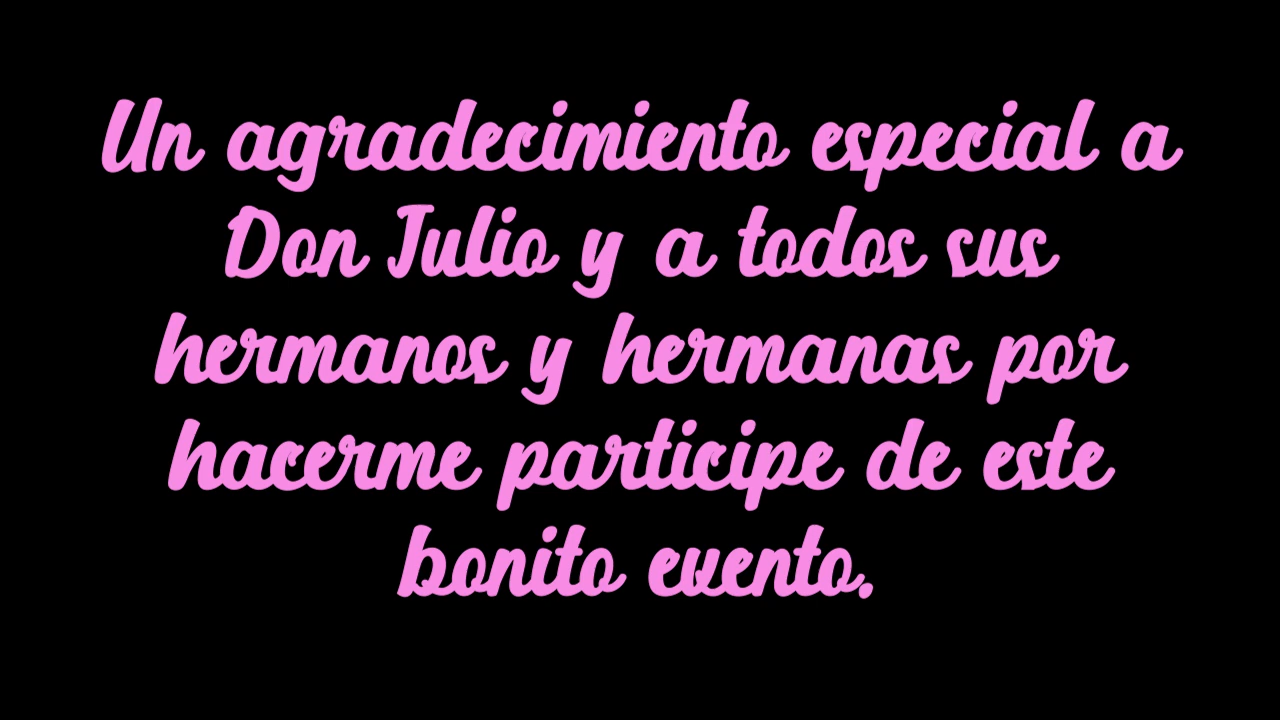 Un agradecimiento especial a
Don Julio y a todos sus
hermanos y hermanas por
hacerme participe de este
bonito evento.